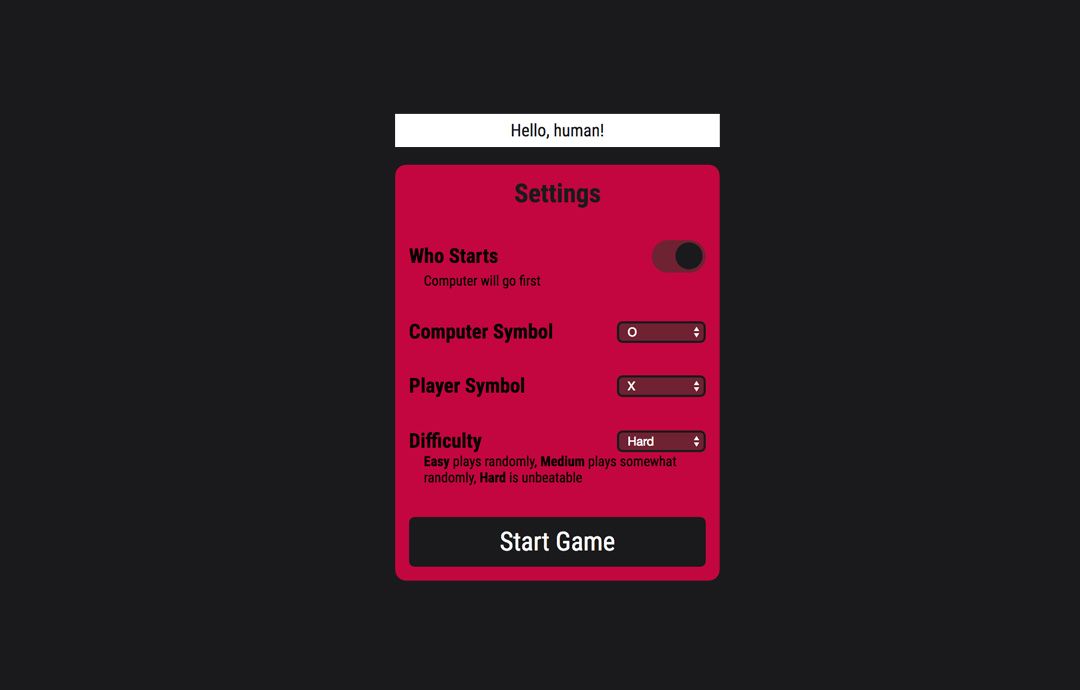 Hello, human!
Settings
Who Starts
Computer will go first
Computer Symbol O
Player Symbol X
Difficulty Hard
Easy plays randomly, Medium plays somewhat
randomly, Hard is unbeatable
Start Game